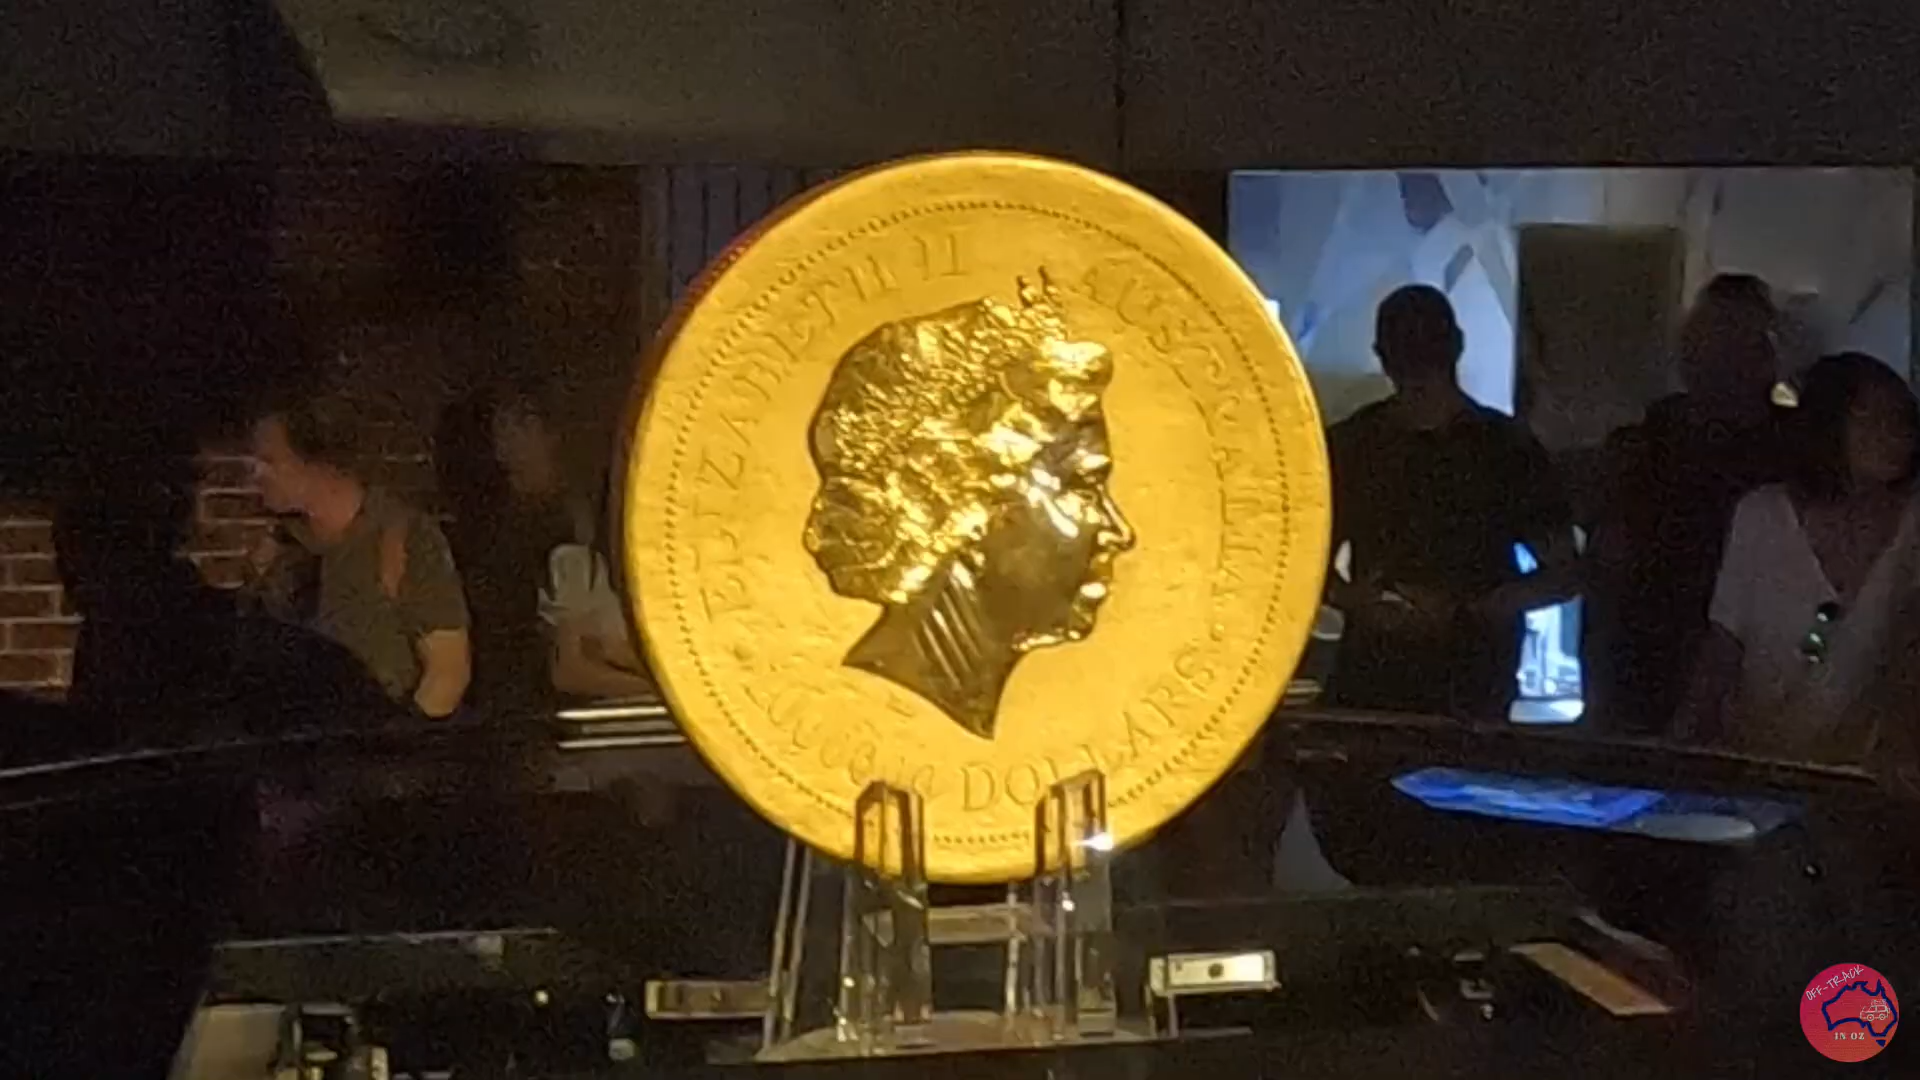 ELIZABETH II
AUSTRALIA
DOLLARS
OFF-TRACK
IN OZ